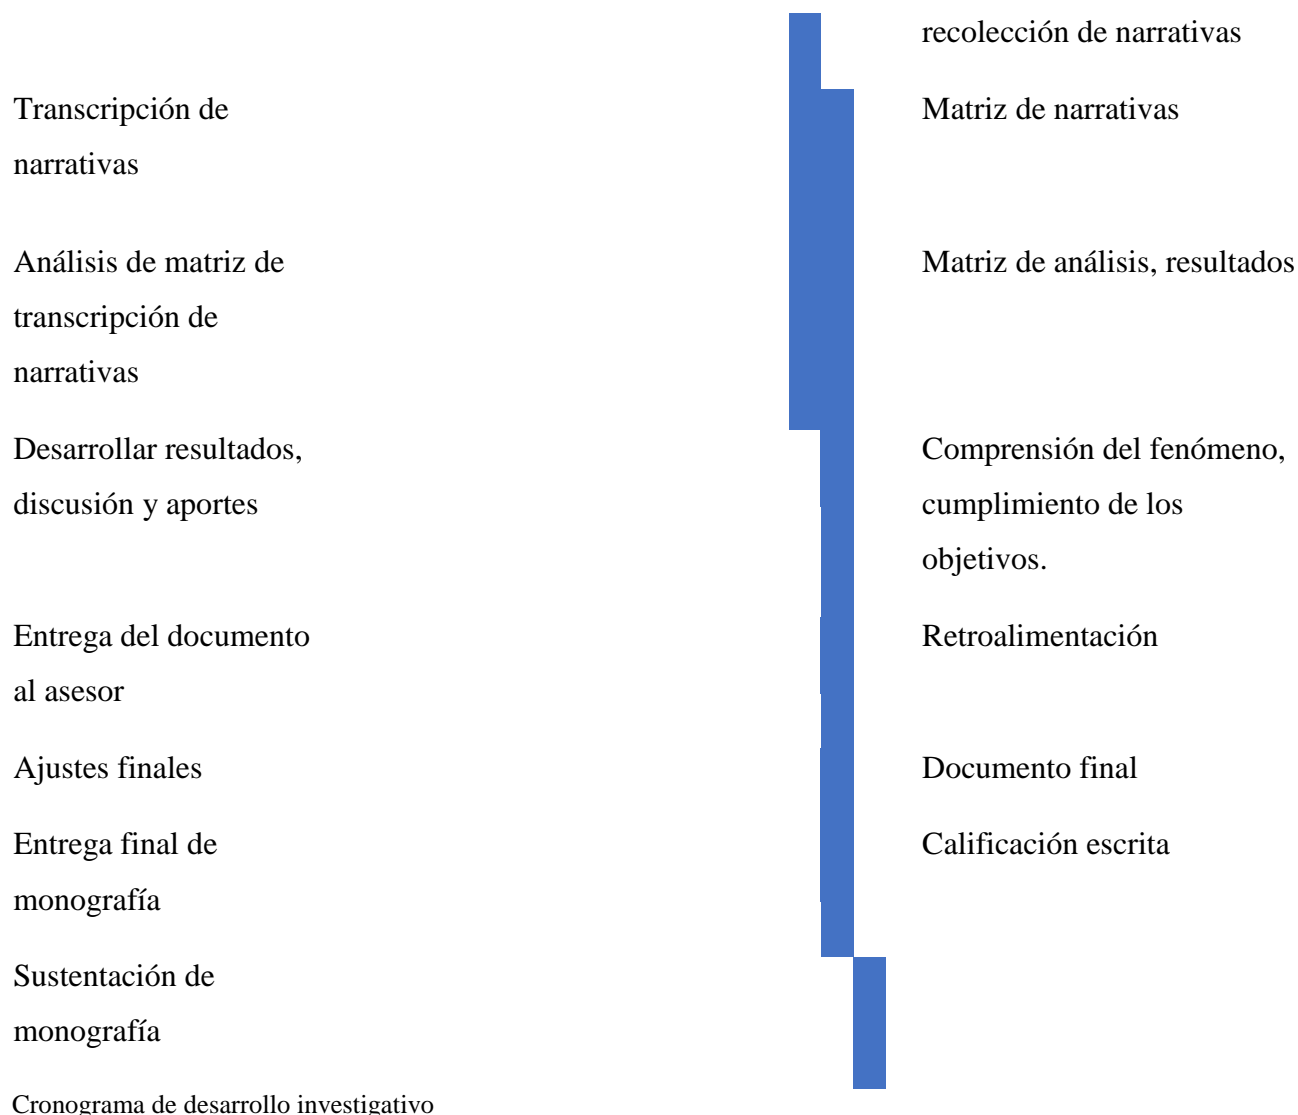 recolección de narrativas
Transcripción de
narrativas
Matriz de narrativas
Análisis de matriz de
transcripción de
narrativas
Matriz de análisis, resultados
Desarrollar resultados,
discusión y aportes
Comprensión del fenómeno,
cumplimiento de los
objetivos.
Entrega del documento
al asesor
Retroalimentación
Ajustes finales
Documento final
Entrega final de
monografía
Calificación escrita
Sustentación de
monografía
Cronograma de desarrollo investigativo